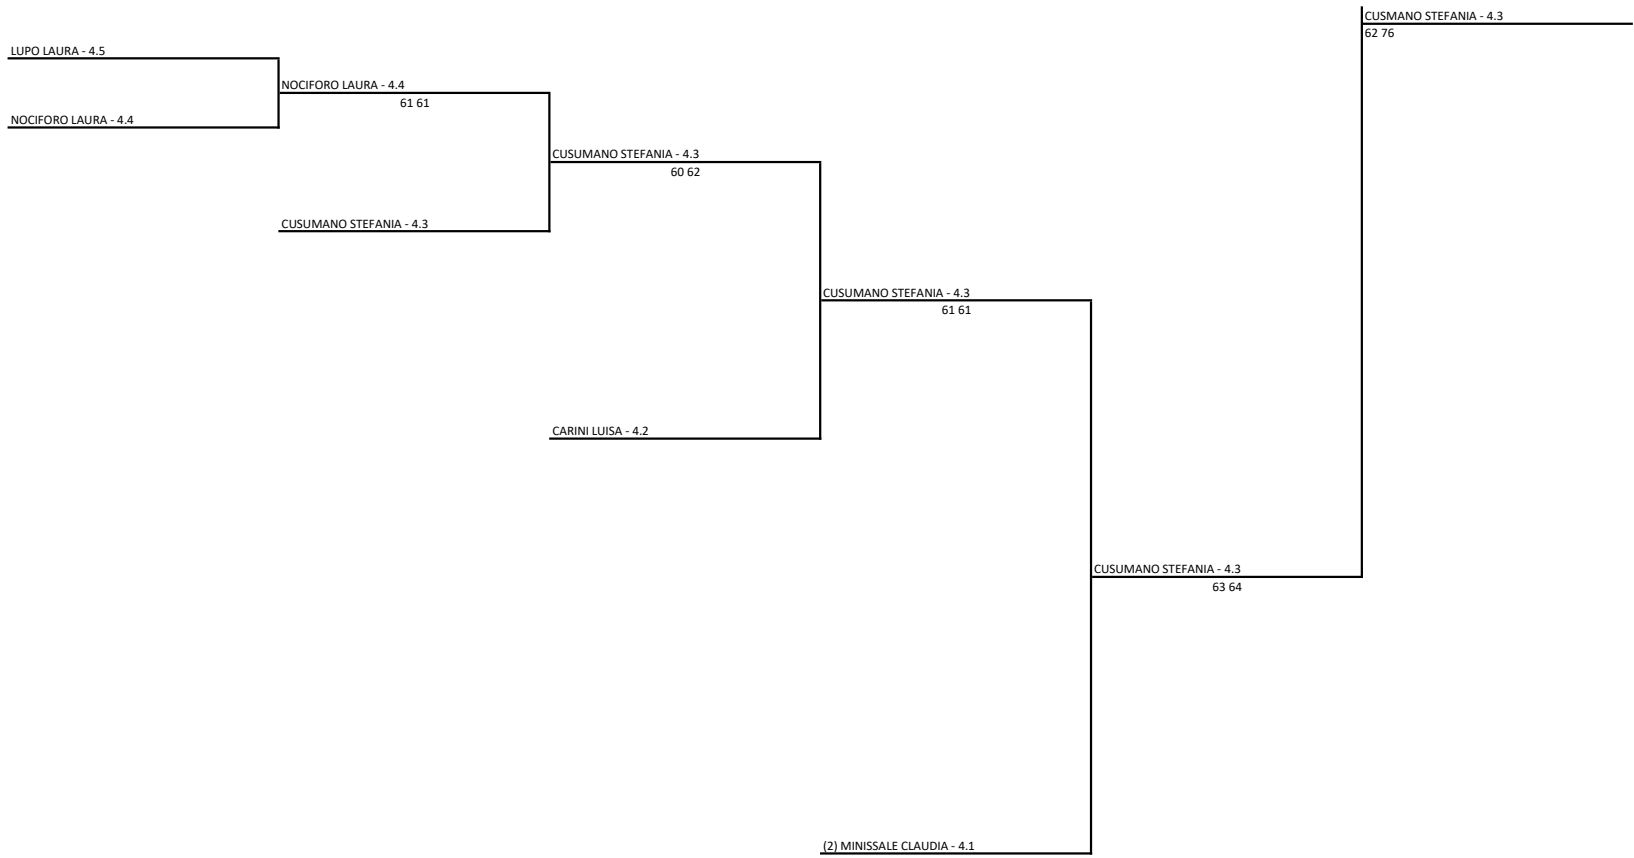 CUSMANO STEFANIA - 4.3
62 76
LUPO LAURA - 4.5
NOCIFORO LAURA - 4.4
61 61
NOCIFORO LAURA - 4.4
CUSUMANO STEFANIA - 4.3
60 62
CUSUMANO STEFANIA - 4.3
CUSUMANO STEFANIA - 4.3
61 61
CARINI LUISA - 4.2
CUSUMANO STEFANIA - 4.3
63 64
(2) MINISSALE CLAUDIA - 4.1